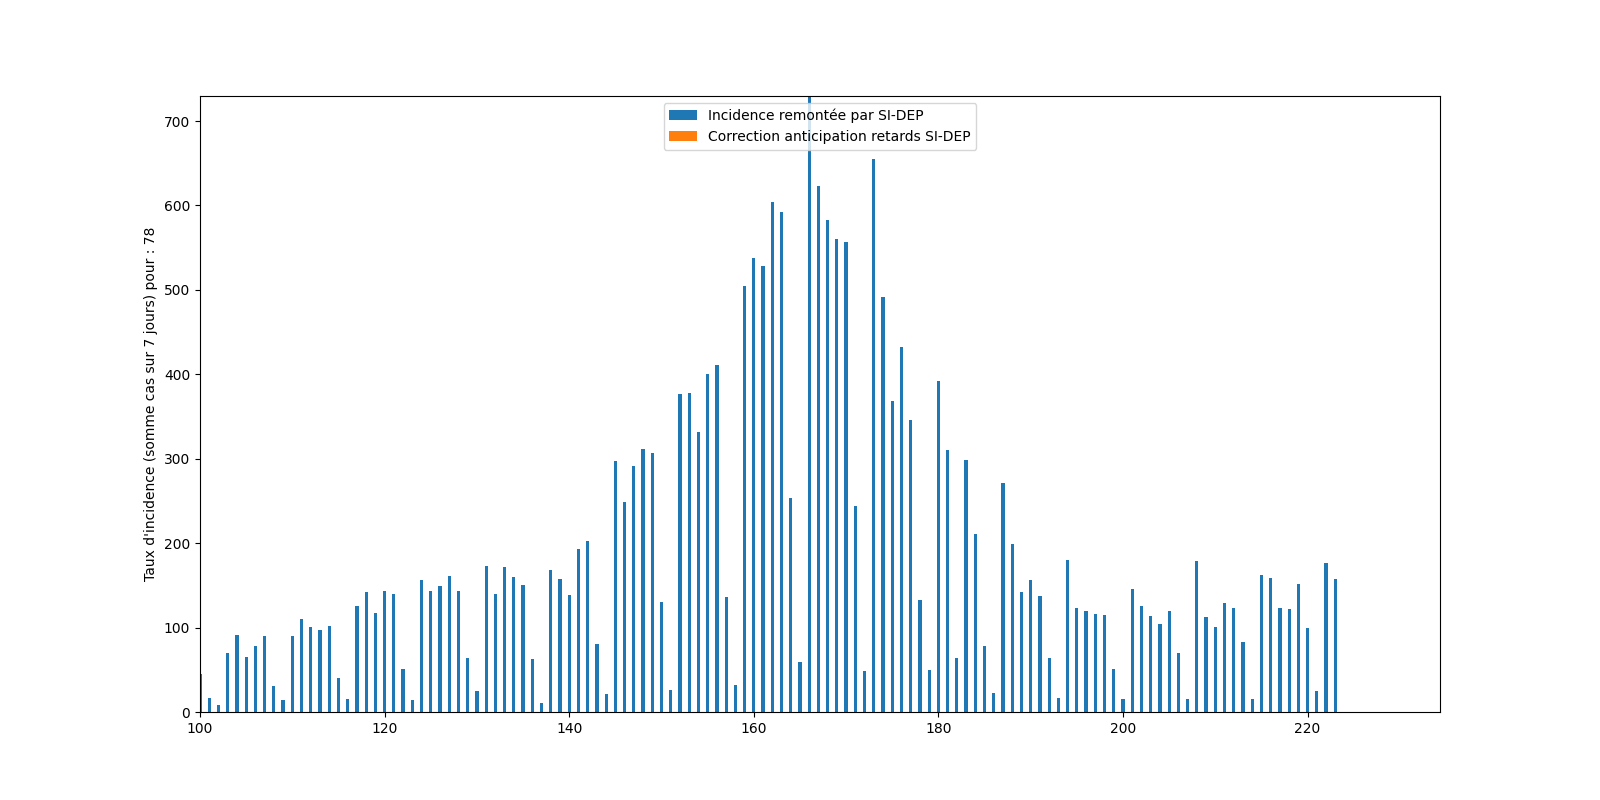 Incidence remontée par SI-DEP
Correction anticipation retards SI-DEP
Taux d'incidence (somme cas sur 7 jours) pour : 78
700
600
500
400
300
200
100
0
100 120 140 160 180 200 220